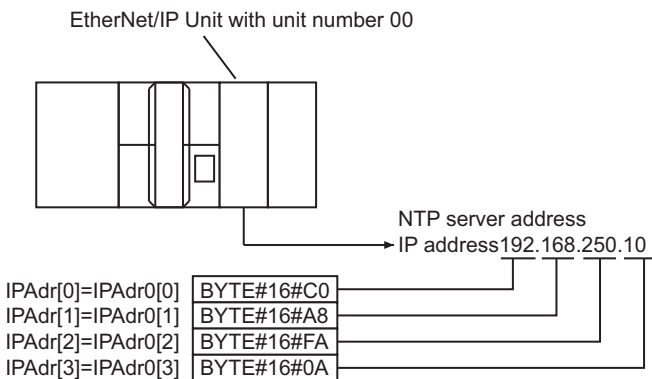 EtherNet/IP Unit with unit number 00
NTP server address
IP address192.168.250.10
IPAdr[0]=IPAdr0[0] BYTE#16#C0
IPAdr[1]=IPAdr0[1] BYTE#16#A8
IPAdr[2]=IPAdr0[2] BYTE#16#FA
IPAdr[3]=IPAdr0[3] BYTE#16#0A